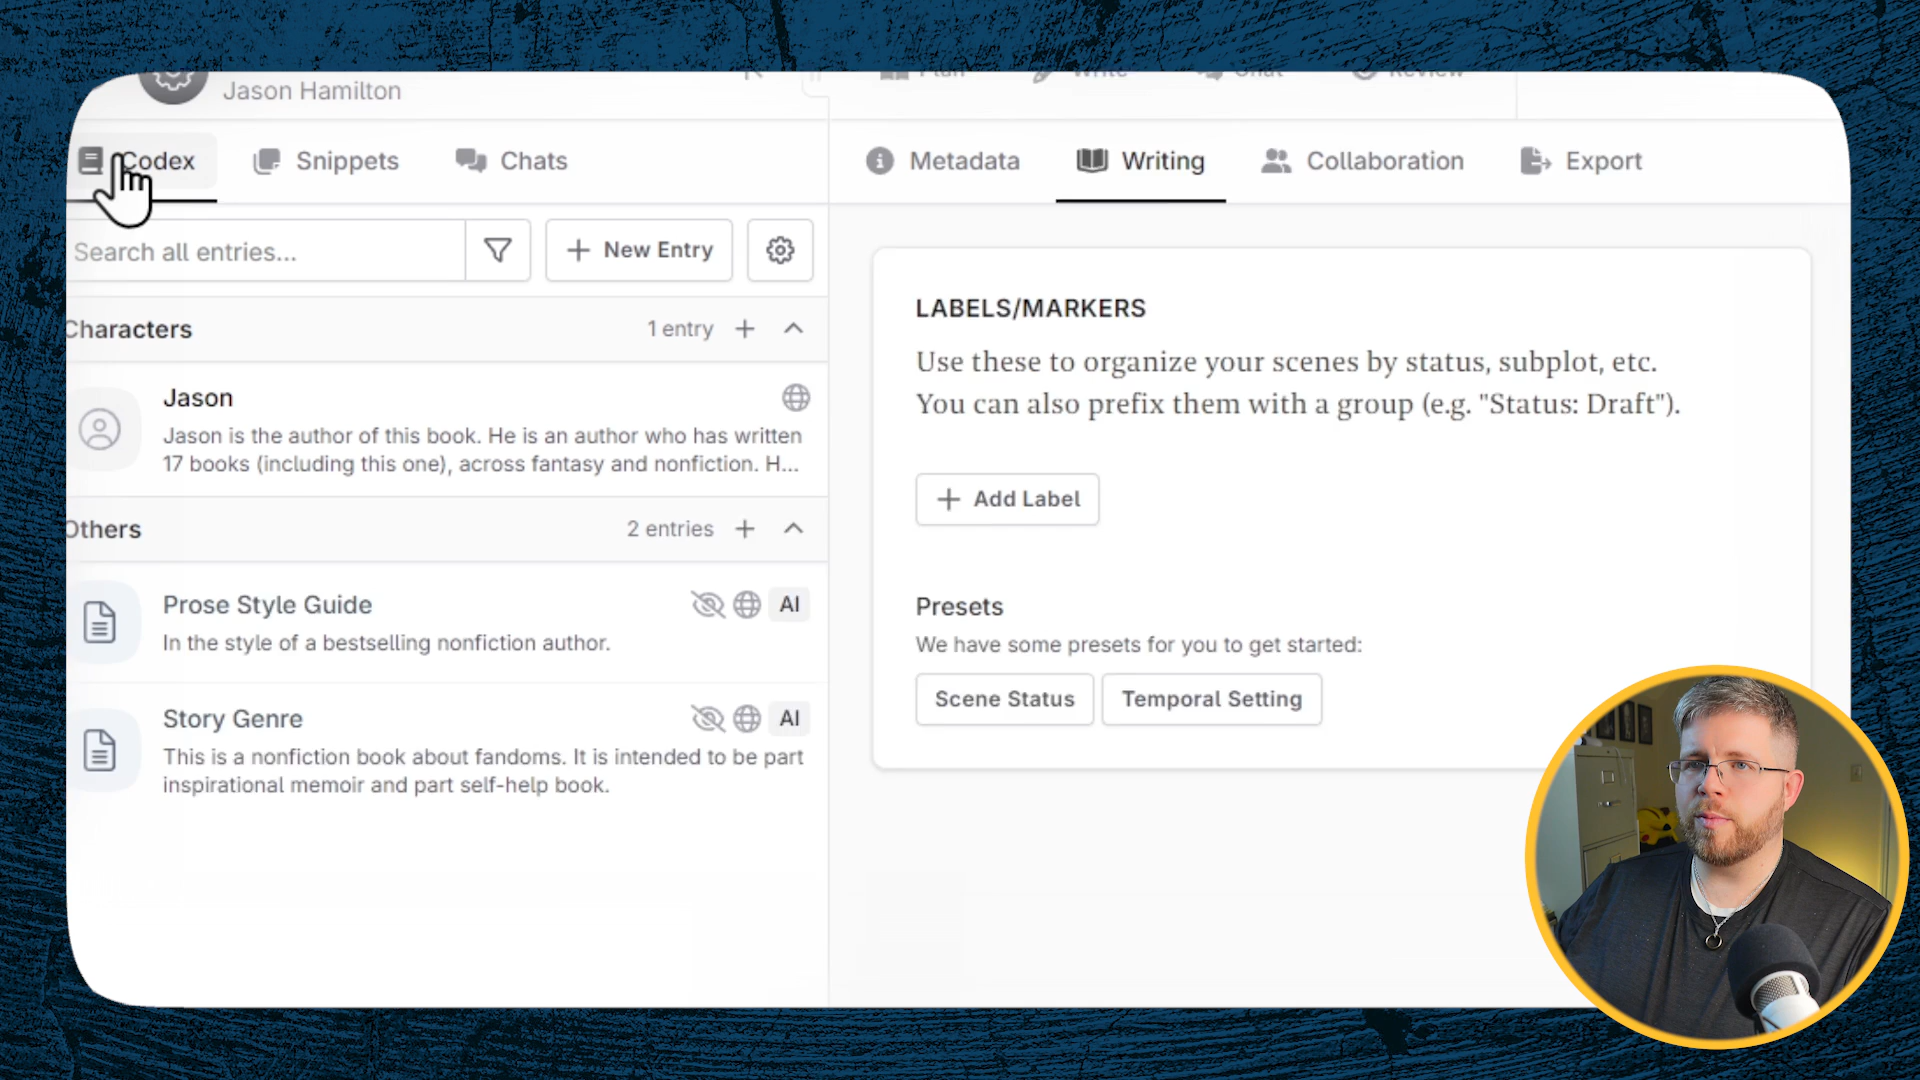 Jason Hamilton
Plan Write Chat Review
Codex Snippets Chats
Metadata Writing Collaboration Export
Search all entries...
New Entry
Characters 1 entry
Jason
Jason is the author of this book. He is an author who has written
17 books (including this one), across fantasy and nonfiction. H...
Others 2 entries
Prose Style Guide AI
In the style of a bestselling nonfiction author.
Story Genre AI
This is a nonfiction book about fandoms. It is intended to be part
inspirational memoir and part self-help book.
LABELS/MARKERS
Use these to organize your scenes by status, subplot, etc.
You can also prefix them with a group (e.g. "Status: Draft").
Add Label
Presets
We have some presets for you to get started:
Scene Status Temporal Setting